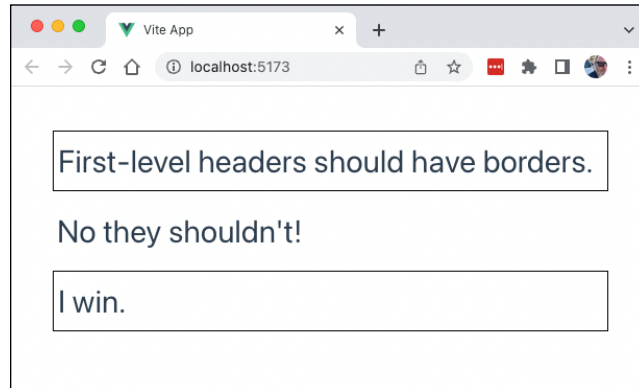 Vite App
localhost:5173
First-level headers should have borders.
No they shouldn't!
I win.